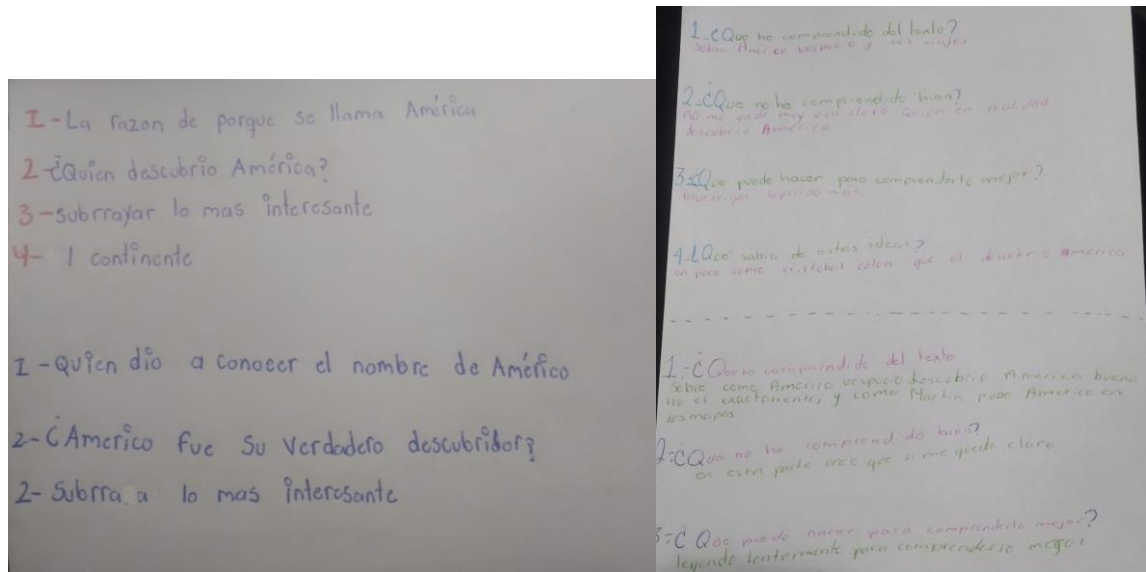 I-La razon de porque se llama América
2-¿Quien descubrio América?
3-subrrayar lo mas interesante
4- 1 continente
I-Quien dio a conocer el nombre de Américo
2-¿Americo fue su verdadero descubridor?
2-Subrra a lo mas interesante
1-¿Que he comprendido del texto?
sobre Americo vespucio y sus viajes
2-¿Que no he comprendido bien?
no me quedo muy bien claro quien en realidad
descubrio América
3-¿Que puedo hacer para comprenderlo mejor?
investigar leyendo mas
4-¿Que sabia de estas ideas?
un poco sobre cristobal colon que el descubrio America
1-¿Que he comprendido del texto
sobre como Americo vespucio descubrio America bueno
no el exactamente, y como Martin puso America en
los mapas
2-¿Que no he comprendido bien?
en esta parte creo que si me quedo claro
3-¿Que puedo hacer para comprenderlo mejor?
leyendo lentamente para comprenderlo mejor